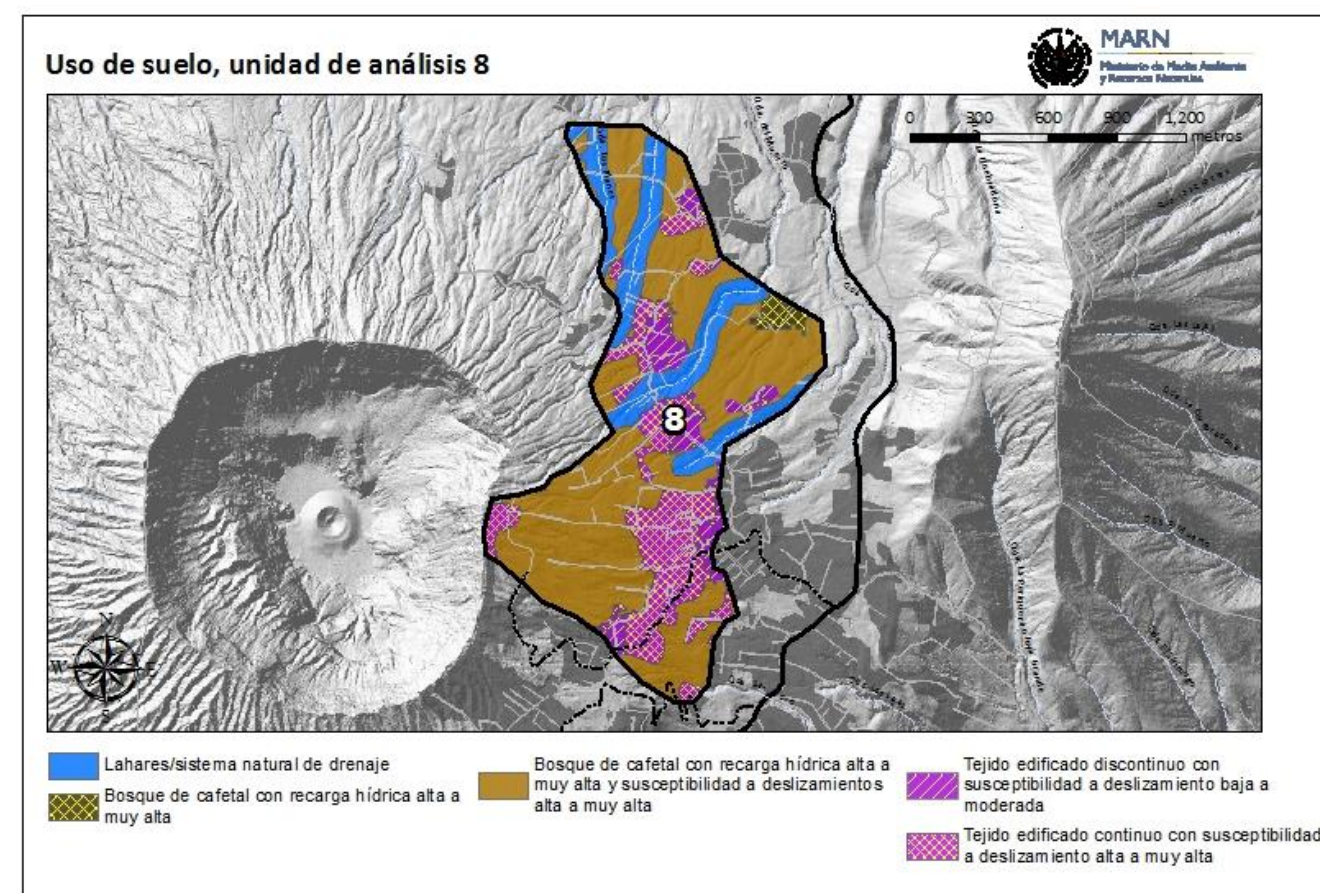 Uso de suelo, unidad de análisis 8
MARN
Ministerio de Medio Ambiente
y Recursos Naturales
0 300 600 900 1,200
metros
8
N
W E
S
Lahares/sistema natural de drenaje
Bosque de cafetal con recarga hídrica alta a
muy alta
Bosque de cafetal con recarga hídrica alta a
muy alta y susceptibilidad a deslizamientos
alta a muy alta
Tejido edificado discontinuo con
susceptibilidad a deslizamiento baja a
moderada
Tejido edificado continuo con susceptibilidad
a deslizamiento alta a muy alta